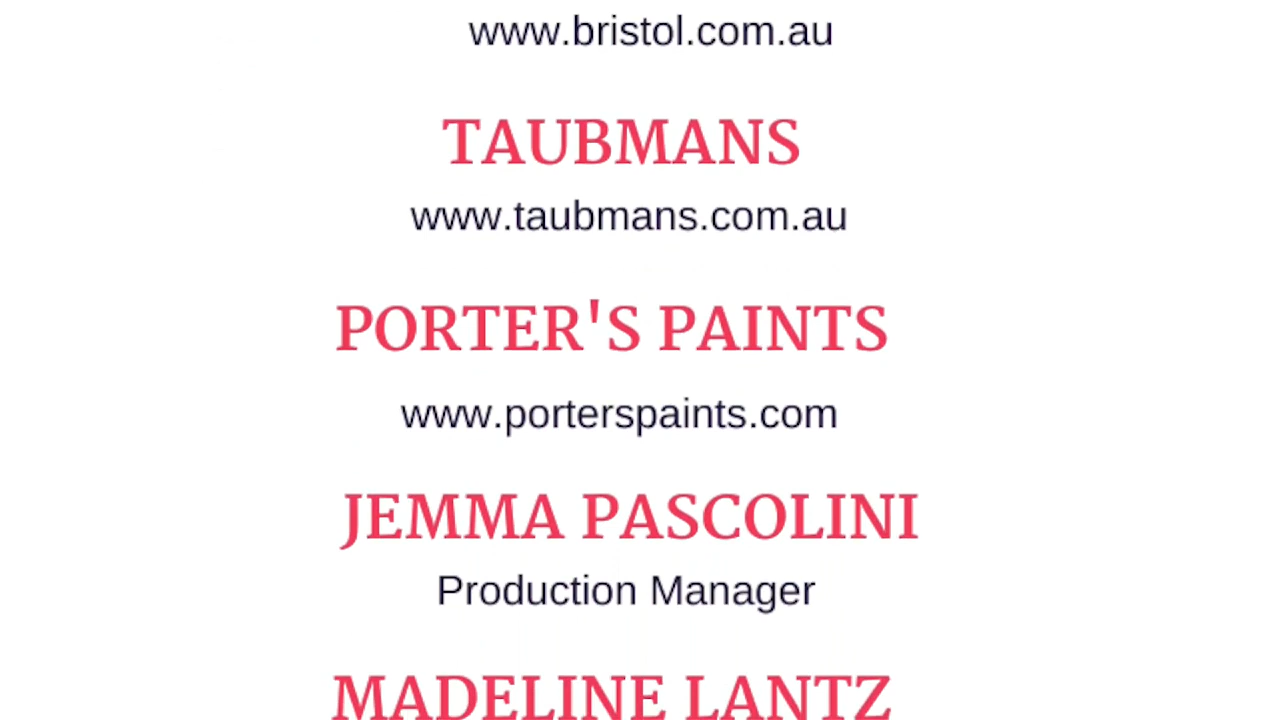 www.bristol.com.au
TAUBMANS
www.taubmans.com.au
PORTER'S PAINTS
www.porterspaints.com
JEMMA PASCOLINI
Production Manager
MADELINE LANTZ